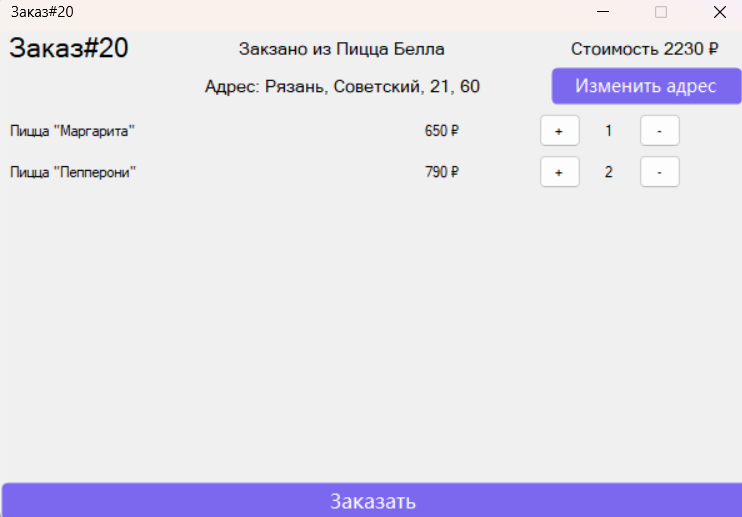 Заказ#20
Заказ#20 Закзано из Пицца Белла Стоимость 2230 ₽
Адрес: Рязань, Советский, 21, 60 Изменить адрес
Пицца "Маргарита" 650 ₽ + 1 -
Пицца "Пепперони" 790 ₽ + 2 -
Заказать